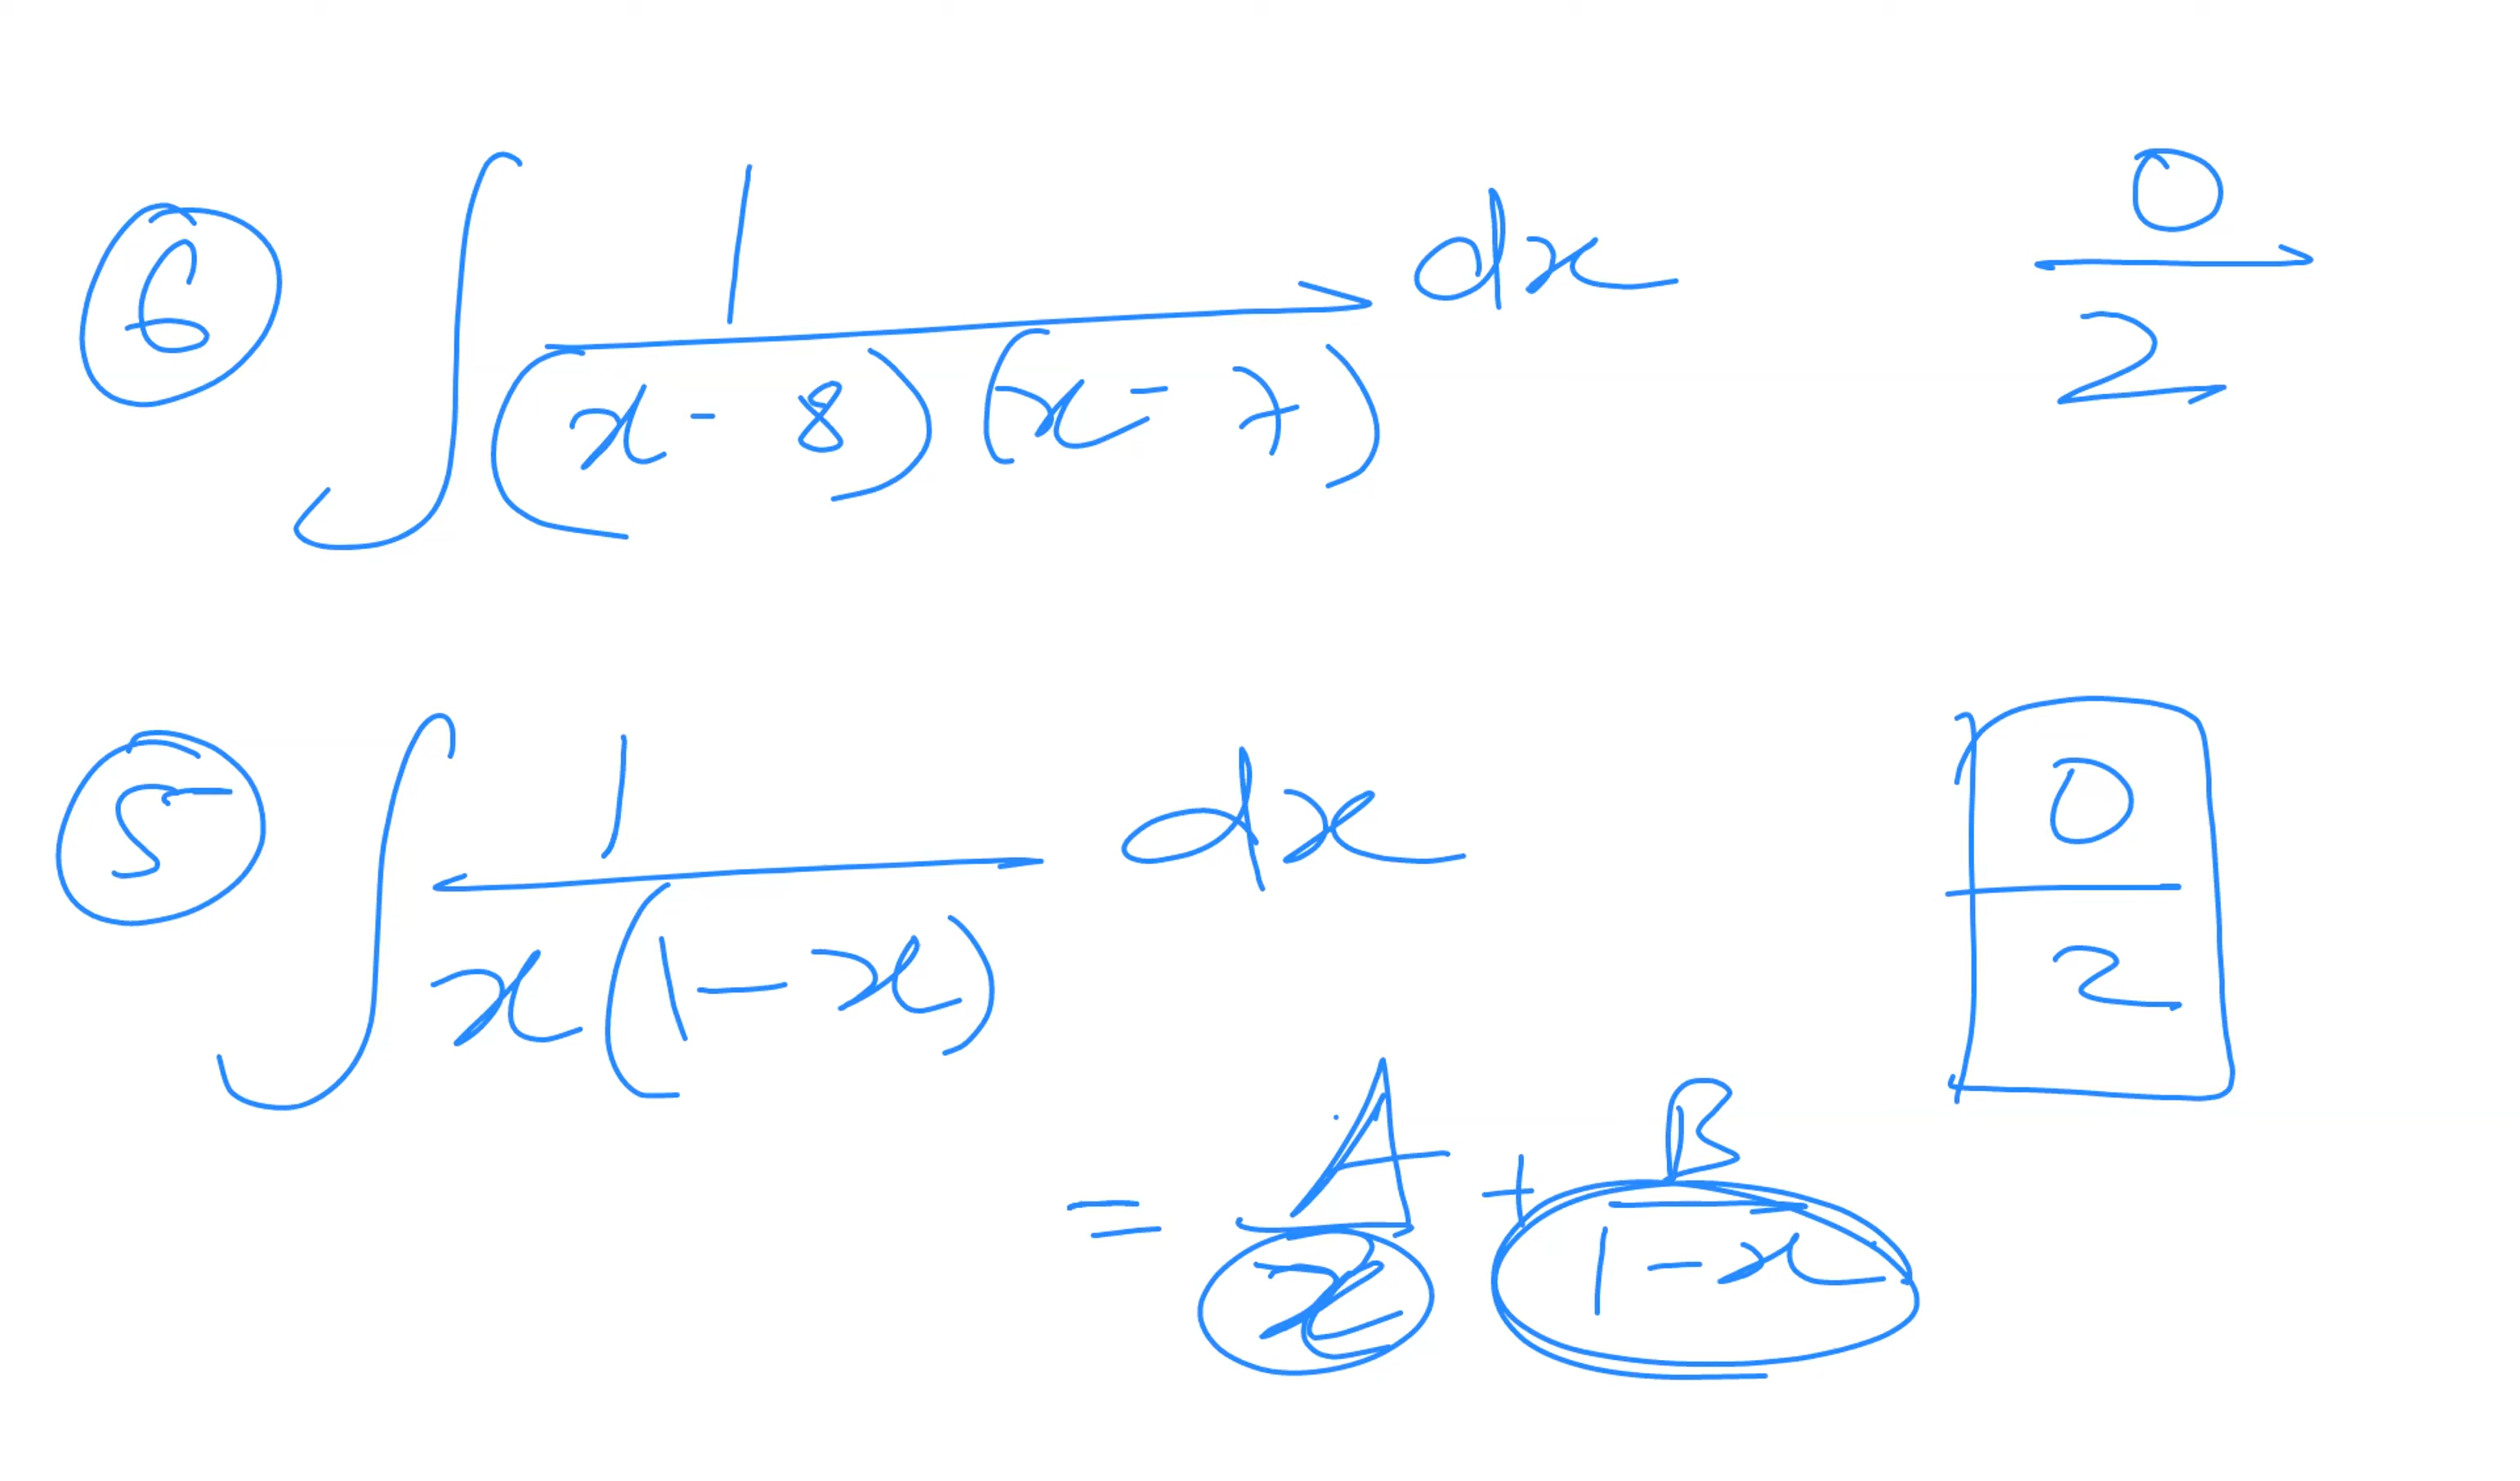 ⑥ ∫ 1/((x - 8)(x - 7)) dx    0/2
⑤ ∫ 1/(x(1 - x)) dx    0/2
= A/x + B/(1 - x)